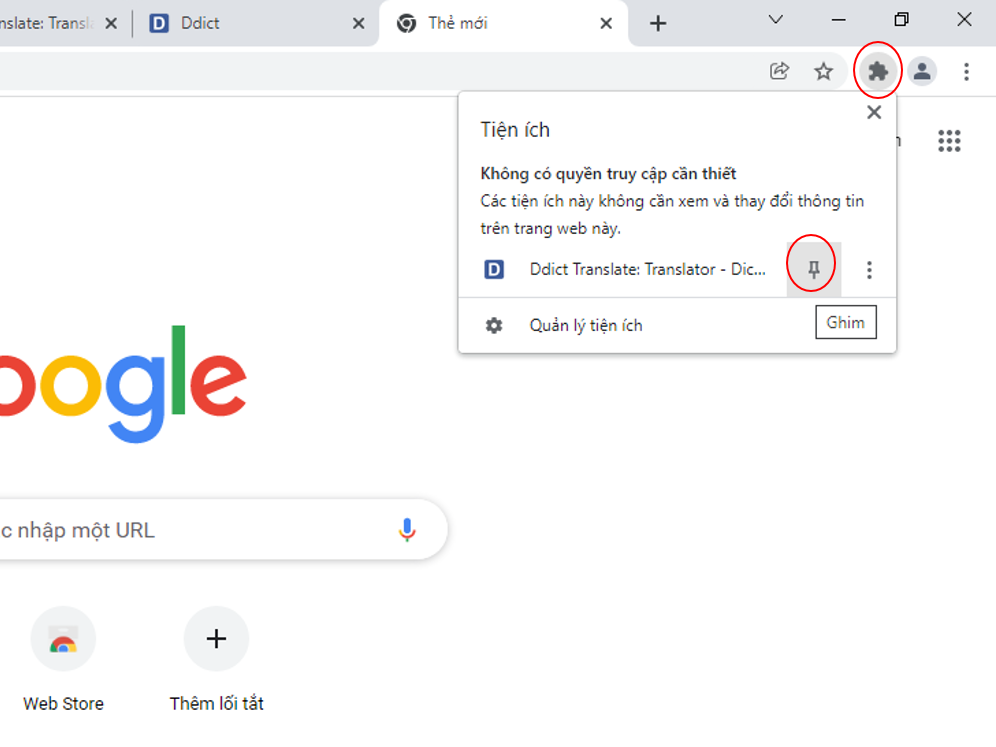 Ddict
Thẻ mới
Tiện ích
Không có quyền truy cập cần thiết
Các tiện ích này không cần xem và thay đổi thông tin
trên trang web này.
D Ddict Translate: Translator - Dic...
Quản lý tiện ích
Ghim
oogle
nhập một URL
Web Store
Thêm lối tắt